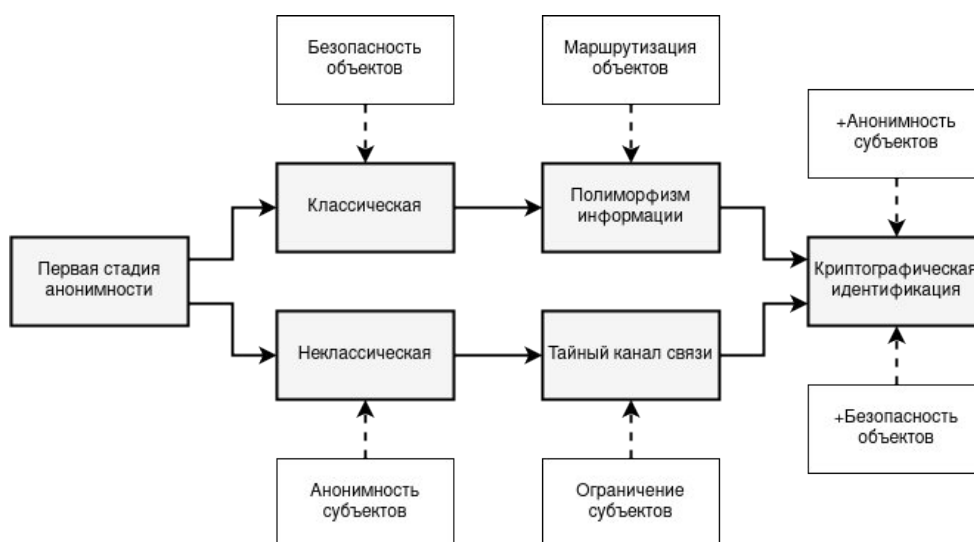 Безопасность
объектов
Маршрутизация
объектов
+Анонимность
субъектов
Классическая
Полиморфизм
информации
Первая стадия
анонимности
Криптографическая
идентификация
Неклассическая
Тайный канал связи
+Безопасность
объектов
Анонимность
субъектов
Ограничение
субъектов